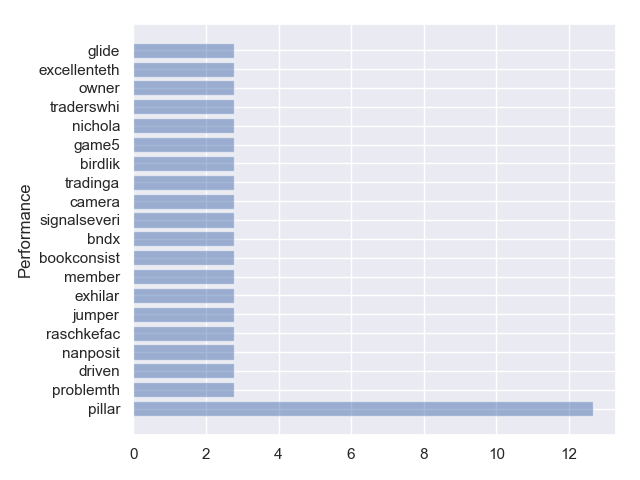 glide
excellenteth
owner
traderswhi
nichola
game5
birdlik
tradinga
camera
signalseveri
bndx
bookconsist
member
exhilar
jumper
raschkefac
nanposit
driven
problemth
pillar
Performance
0 2 4 6 8 10 12